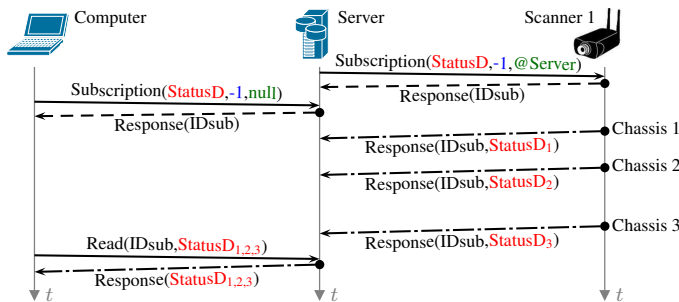 Computer
Server
Scanner 1
Subscription(StatusD,-1,@Server)
Subscription(StatusD,-1,null)
Response(IDsub)
Response(IDsub)
Chassis 1
Response(IDsub,StatusD1)
Chassis 2
Response(IDsub,StatusD2)
Chassis 3
Response(IDsub,StatusD3)
Read(IDsub,StatusD1,2,3)
Response(StatusD1,2,3)
t
t
t